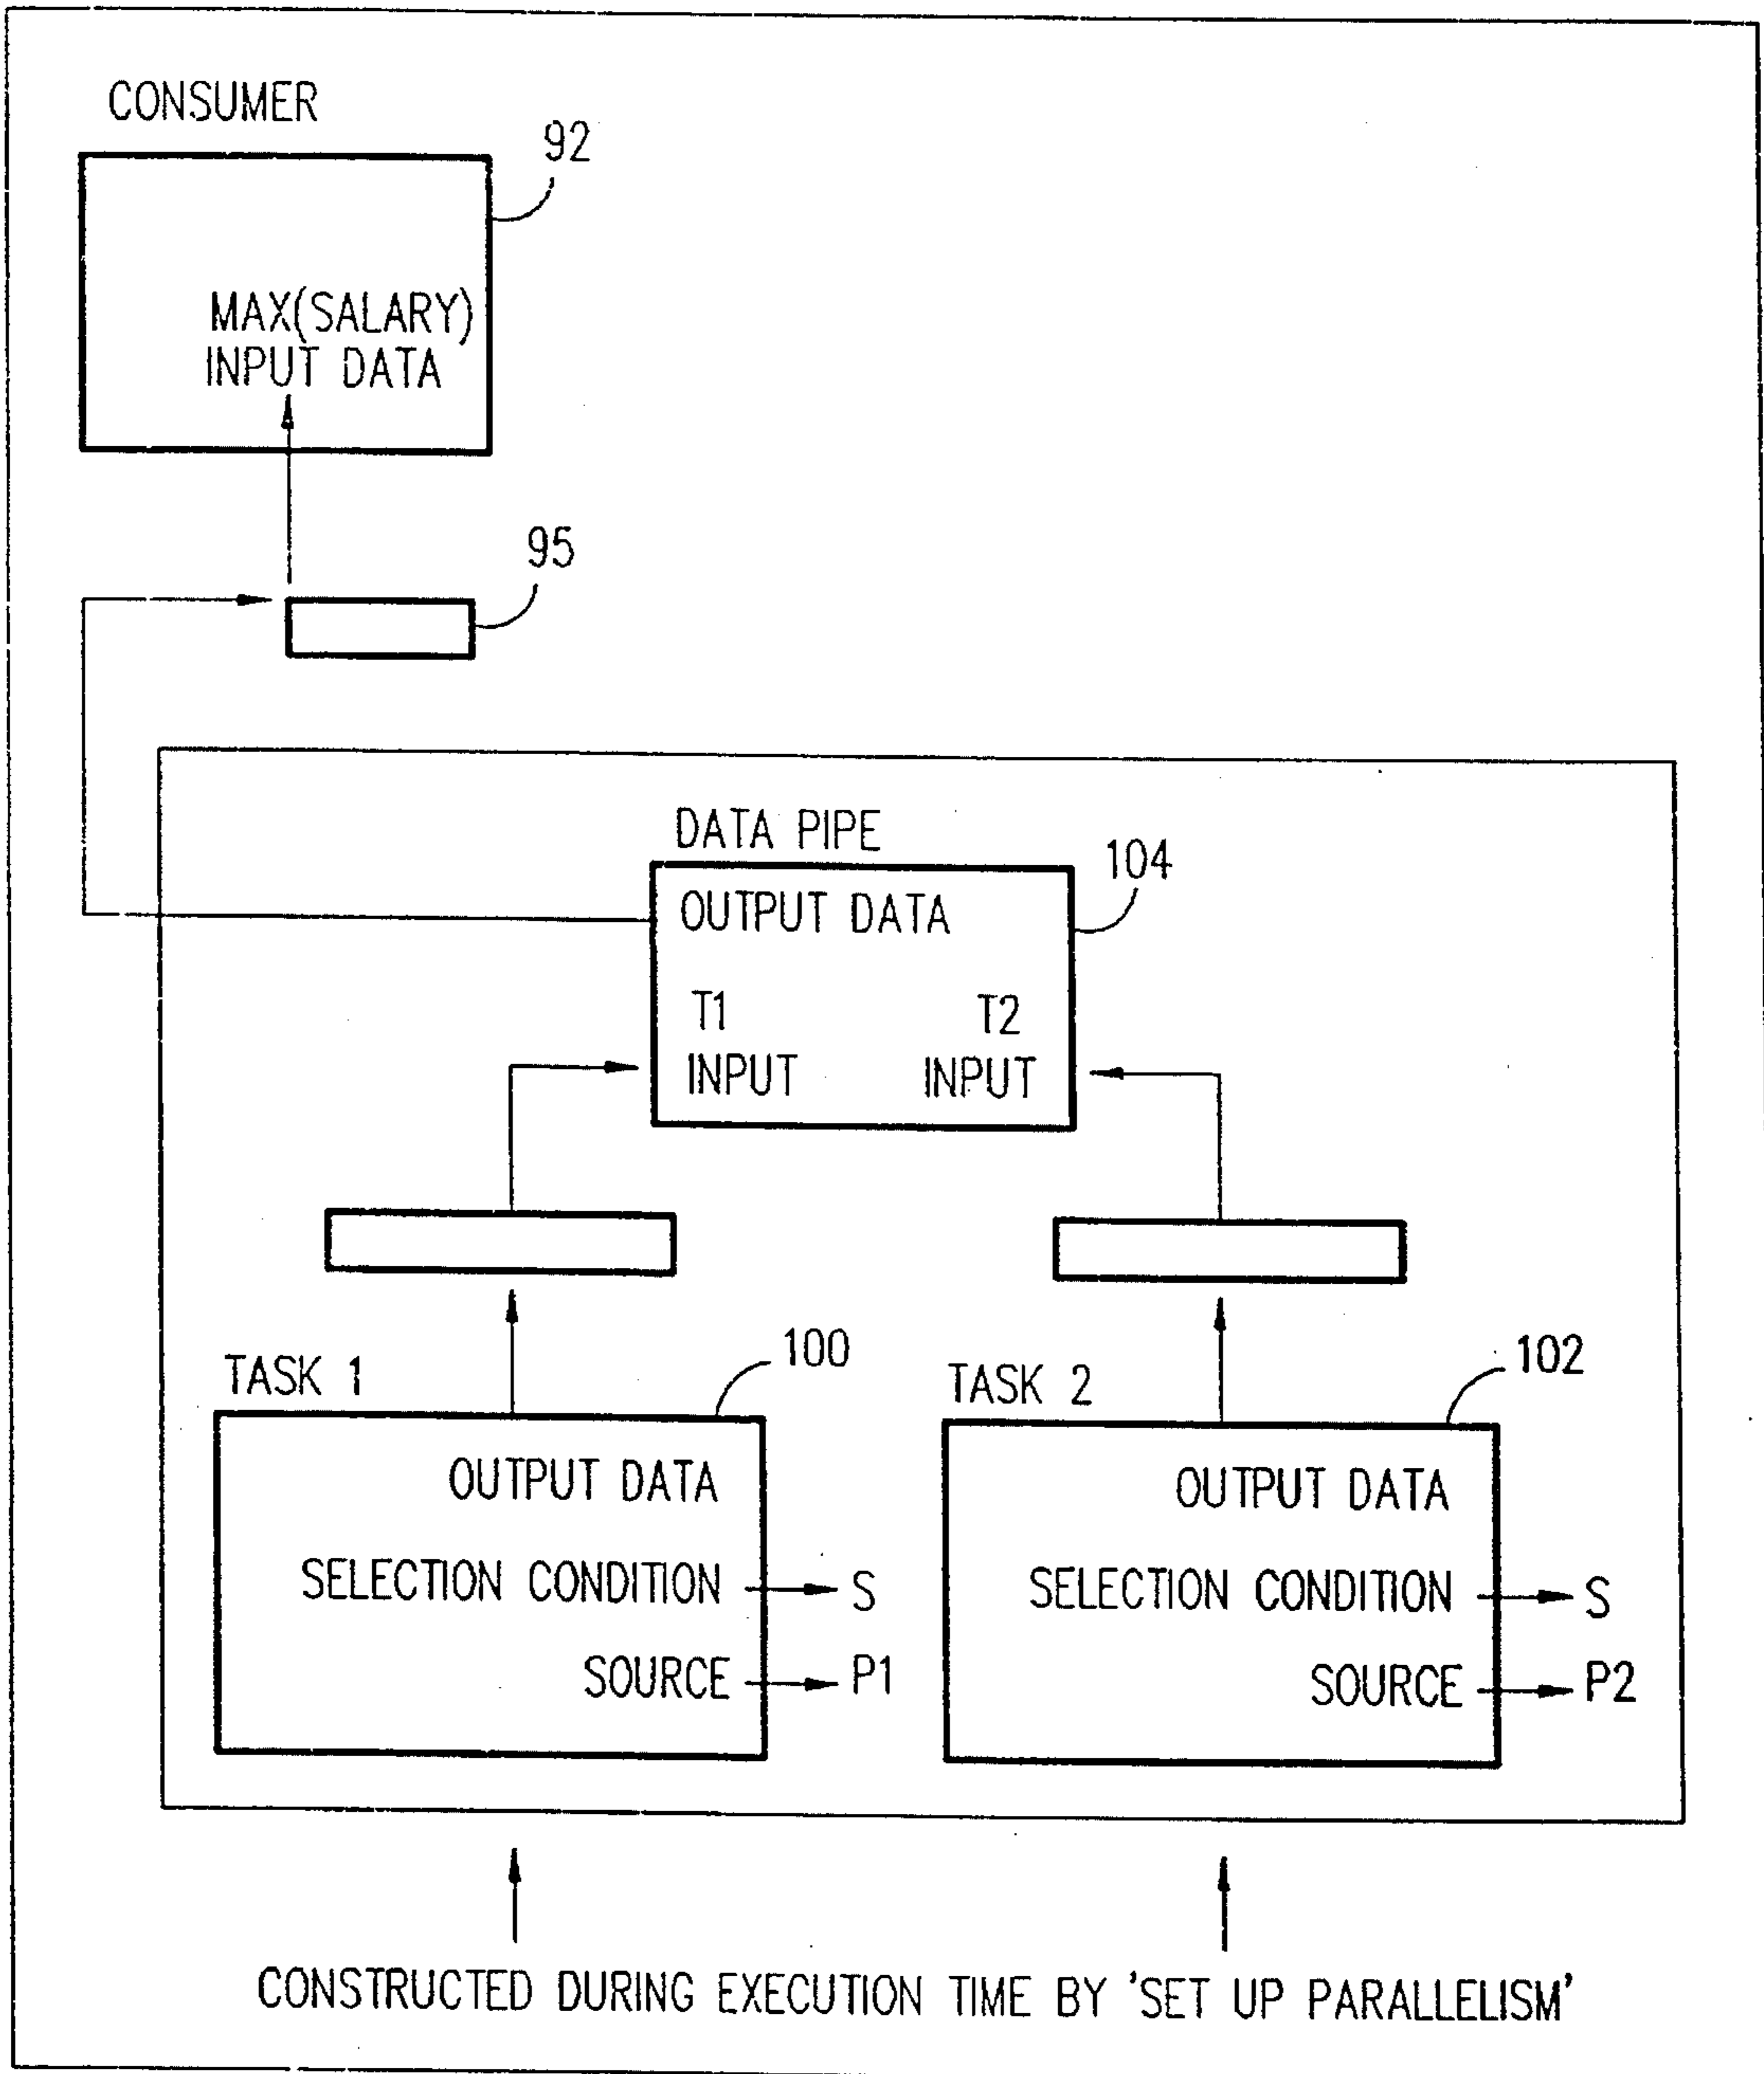 CONSUMER
92
MAX(SALARY)
INPUT DATA
95
DATA PIPE
104
OUTPUT DATA
T1 T2
INPUT INPUT
TASK 1
100
TASK 2
102
OUTPUT DATA
SELECTION CONDITION S
SOURCE P1
OUTPUT DATA
SELECTION CONDITION S
SOURCE P2
CONSTRUCTED DURING EXECUTION TIME BY 'SET UP PARALLELISM'